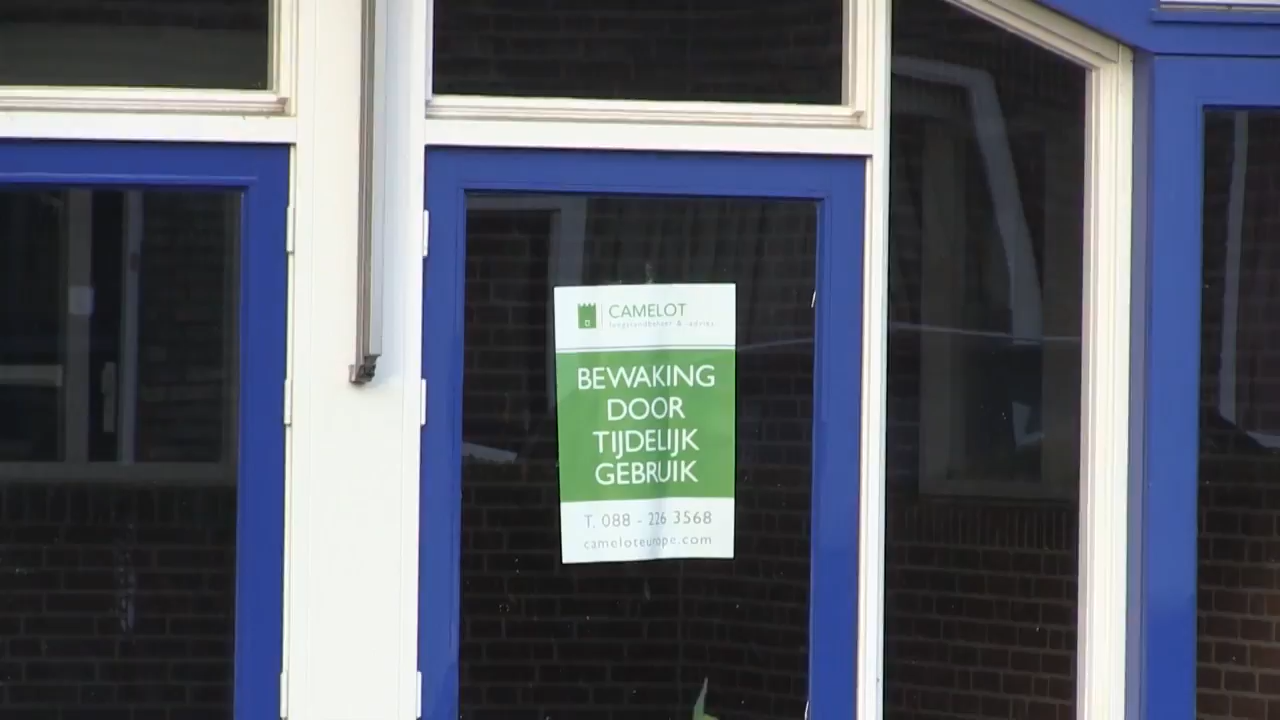 CAMELOT
BEWAKING
DOOR
TIJDELIJK
GEBRUIK
T. 088 - 226 3568
cameloteurope.com